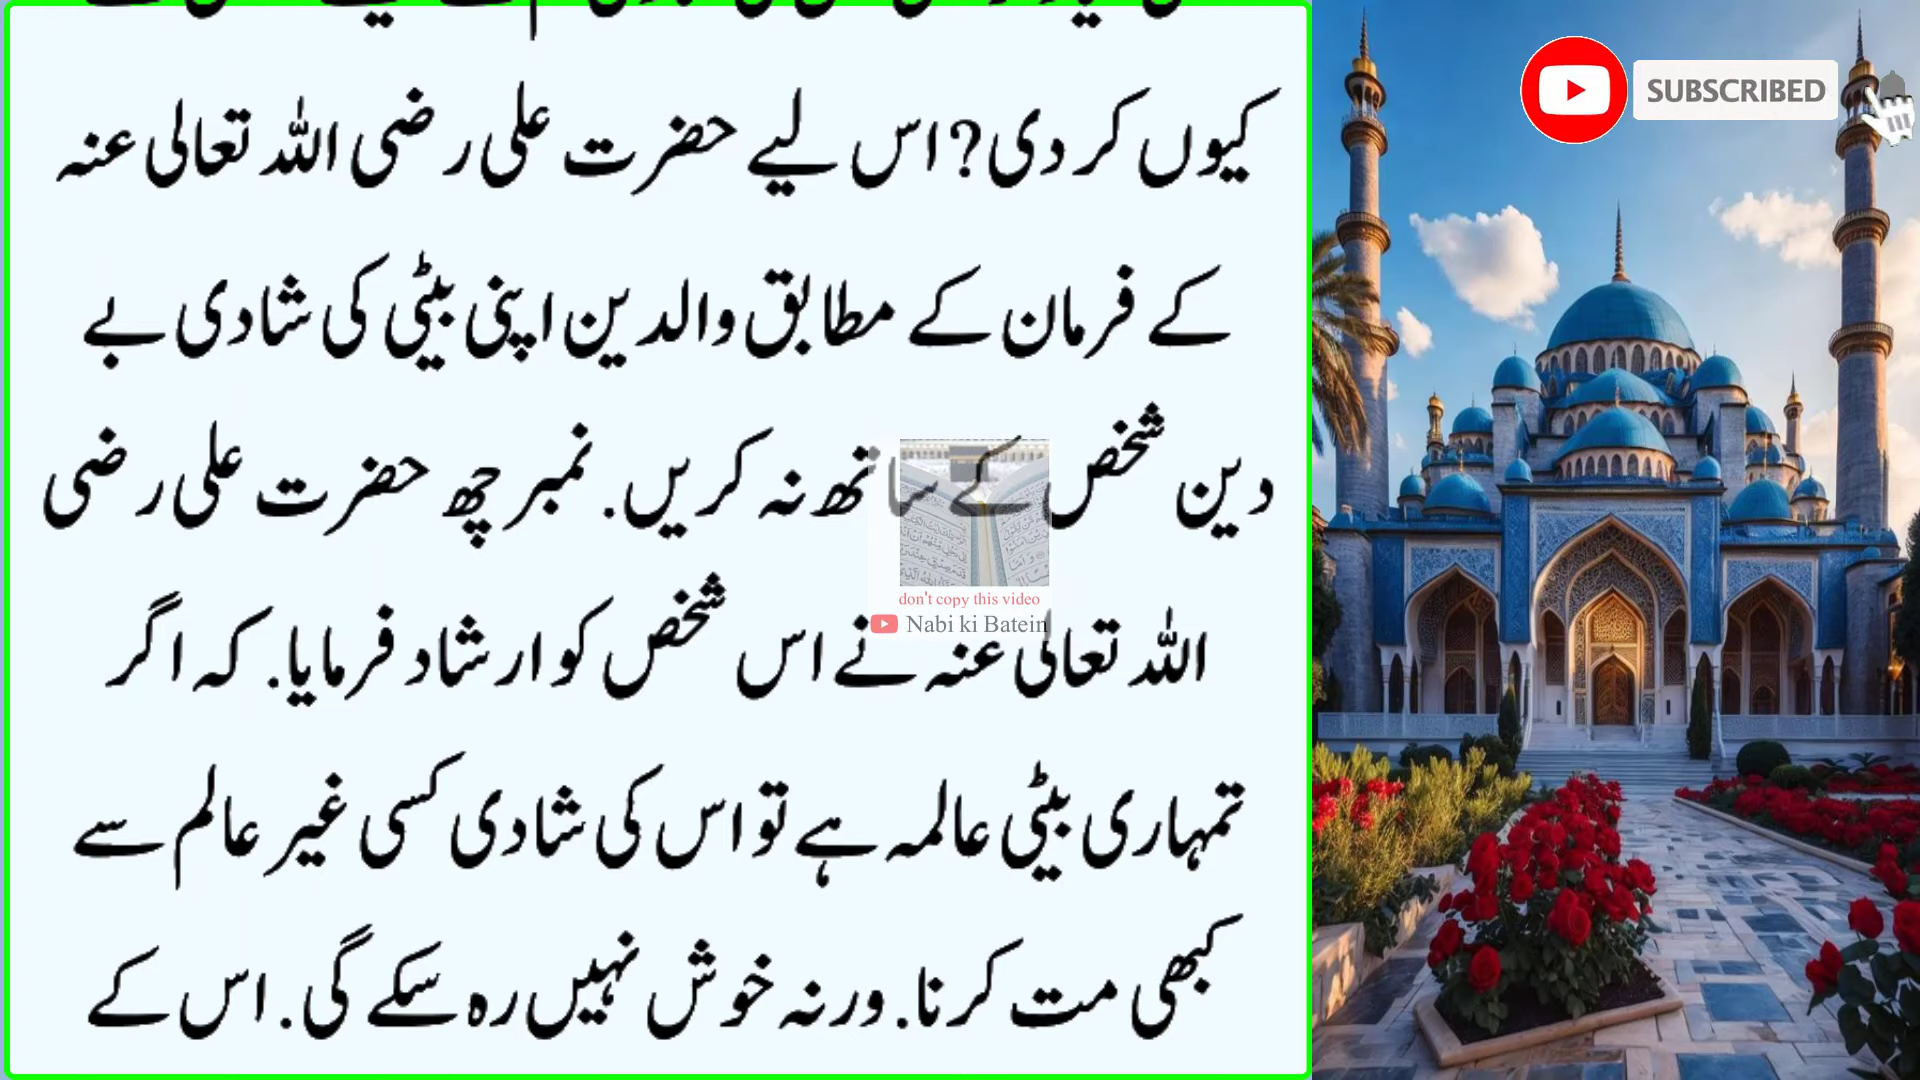 کیوں کر دی?اس لیے حضرت علی رضی اللہ تعالی عنہ
کے فرمان کے مطابق والدین اپنی بیٹی کی شادی بے
دین شخص کے ساتھ نہ کریں. نمبر چھ حضرت علی رضی
اللہ تعالی عنہ نے اس شخص کو ارشاد فرمایا. کہ اگر
تمہاری بیٹی عالمہ ہے تو اس کی شادی کسی غیر عالم سے
کبھی مت کرنا. ورنہ خوش نہیں رہ سکے گی. اس کے
SUBSCRIBED
don't copy this video
Nabi ki Batein